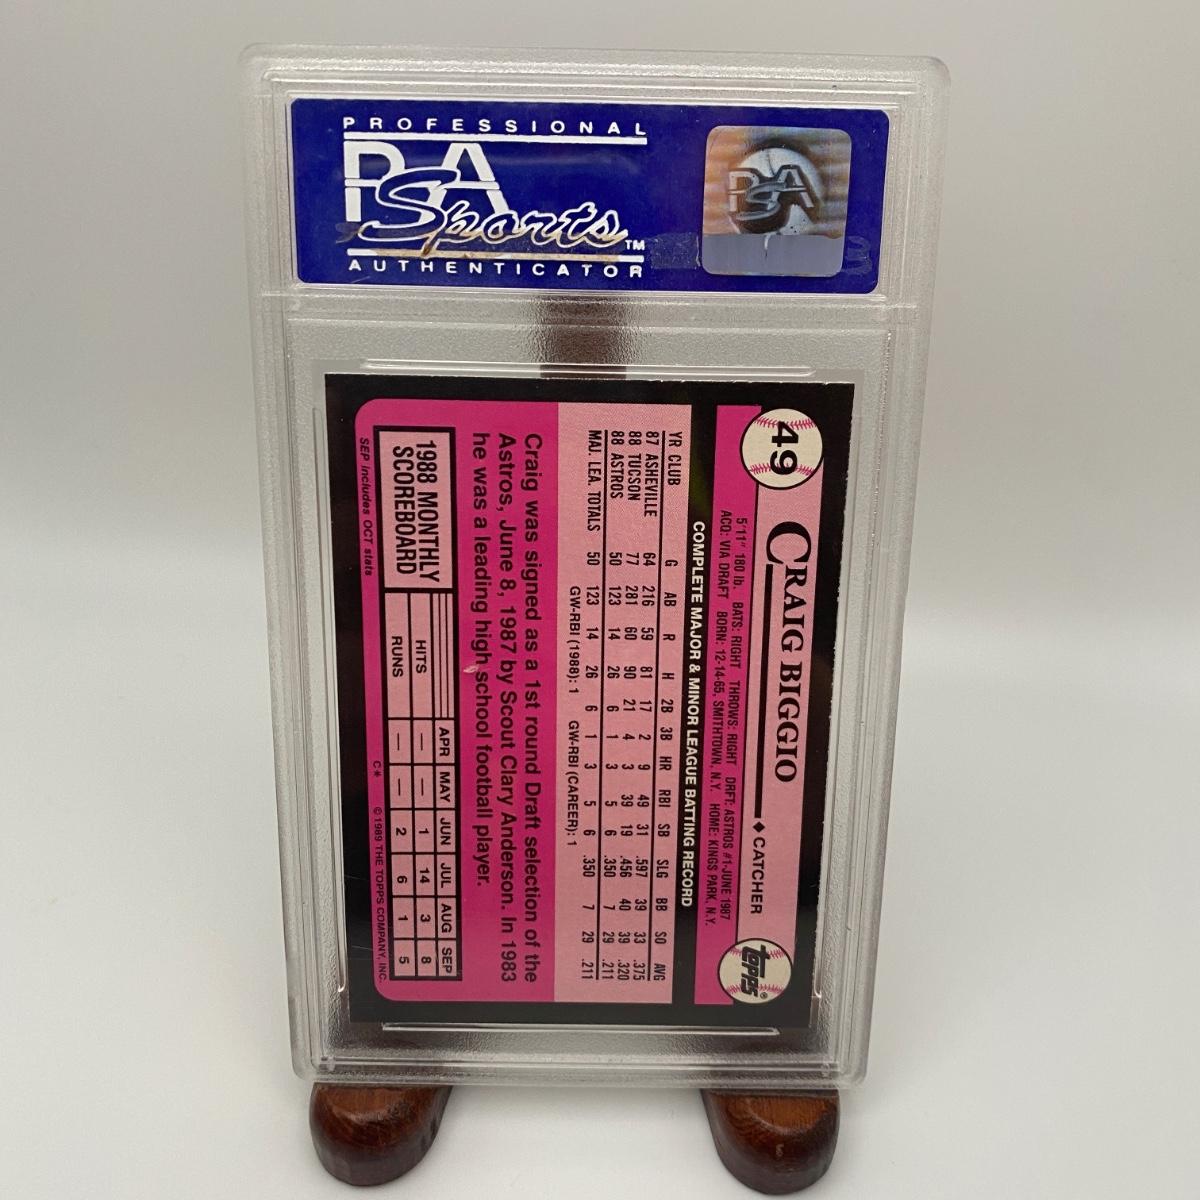 PROFESSIONAL
PSA
Sports™
AUTHENTICATOR
PSA
49
CRAIG BIGGIO
♦ CATCHER
topps®
5'11" 180 lb. BATS: RIGHT THROWS: RIGHT DRFT: ASTROS #1-JUNE 1987
ACQ: VIA DRAFT BORN: 12-14-65, SMITHTOWN, N.Y. HOME: KINGS PARK, N.Y.
COMPLETE MAJOR & MINOR LEAGUE BATTING RECORD
YR CLUB G AB R H 2B 3B HR RBI SB SLG BB SO AVG
87 ASHEVILLE 64 216 59 81 17 2 9 49 31 .597 39 33 .375
88 TUCSON 77 281 60 90 21 4 3 39 19 .456 40 39 .320
88 ASTROS 50 123 14 26 6 1 3 5 6 .350 7 29 .211
MAJ. LEA. TOTALS 50 123 14 26 6 1 3 5 6 .350 7 29 .211
GW-RBI (1988): 1 GW-RBI (CAREER): 1
Craig was signed as a 1st round Draft selection of the
Astros, June 8, 1987 by Scout Clary Anderson. In 1983
he was a leading high school football player.
1988 MONTHLY
SCOREBOARD
APR MAY JUN JUL AUG SEP
HITS — — 1 14 3 8
RUNS — — 2 6 1 5
SEP includes OCT stats
C* © 1989 THE TOPPS COMPANY, INC.